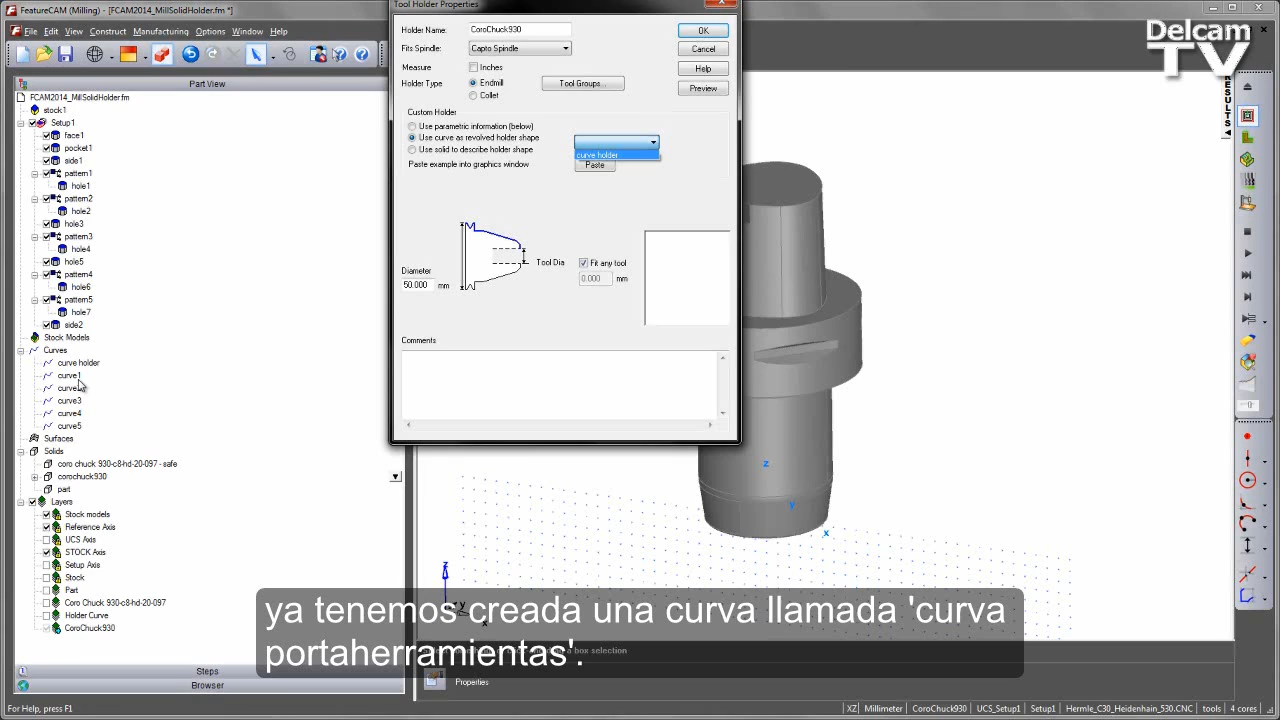 FeatureCAM (Milling) - [FCAM2014_MillSolidHolder.fm *]
File Edit View Construct Manufacturing Options Window Help
Part View
FCAM2014_MillSolidHolder.fm
stock1
Setup1
face1
pocket1
side1
pattern1
hole1
pattern2
hole2
hole3
pattern3
hole4
hole5
pattern4
hole6
pattern5
hole7
side2
Stock Models
Curves
curve holder
curve1
curve3
curve4
curve5
Surfaces
Solids
coro chuck 930-c8-hd-20-097 - safe
corochuck930
part
Layers
Stock models
Reference Axis
UCS Axis
STOCK Axis
Setup Axis
Stock
Part
Coro Chuck 930-c8-hd-20-097
Holder Curve
CoroChuck930
Steps
Browser
Tool Holder Properties
Holder Name: CoroChuck930 OK
Fits Spindle: Capto Spindle Cancel
Measure Inches Help
Holder Type Endmill Tool Groups... Preview
Collet
Custom Holder
Use parametric information (below)
Use curve as revolved holder shape
Use solid to describe holder shape curve holder
Paste example into graphics window Paste
Tool Dia Fit any tool
Diameter 0.000 mm
50.000 mm
Comments
Delcam
TV
RESULTS
z
y
x
z
y
x
ya tenemos creada una curva llamada 'curva
portaherramientas'.
a box selection
Properties
For Help, press F1 XZ Millimeter CoroChuck930 UCS_Setup1 Setup1 Hermle_C30_Heidenhain_530.CNC tools 4 cores